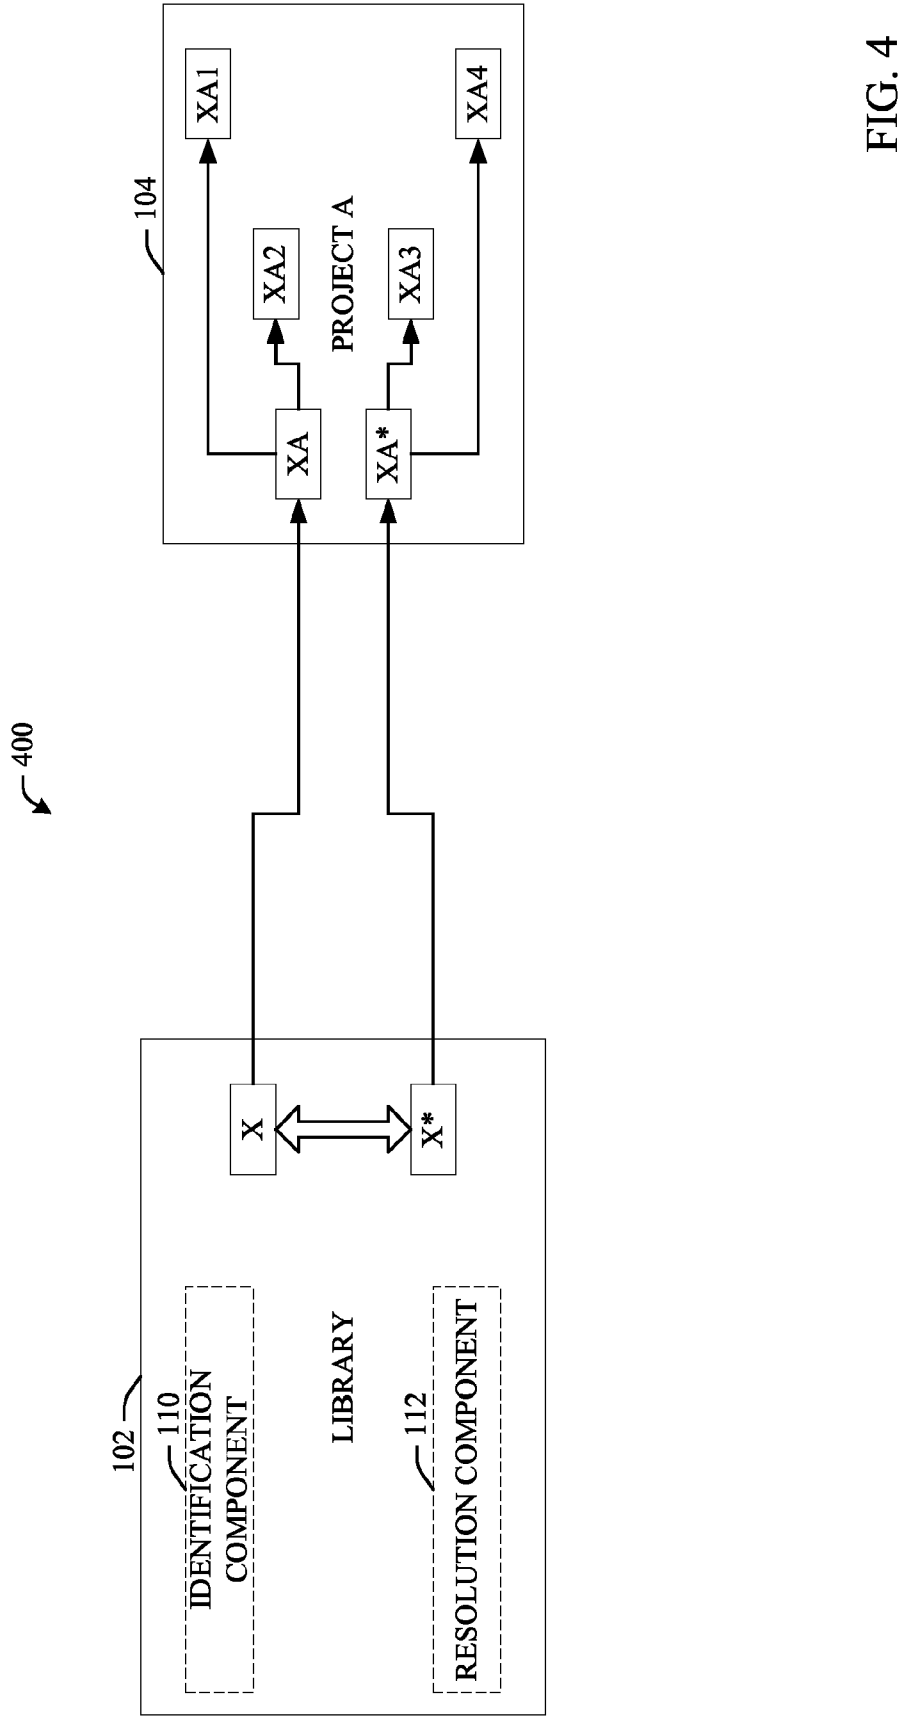 400
102
110
IDENTIFICATION
COMPONENT
LIBRARY
112
RESOLUTION COMPONENT
X
X*
104
XA
XA*
XA2
PROJECT A
XA3
XA1
XA4
FIG. 4